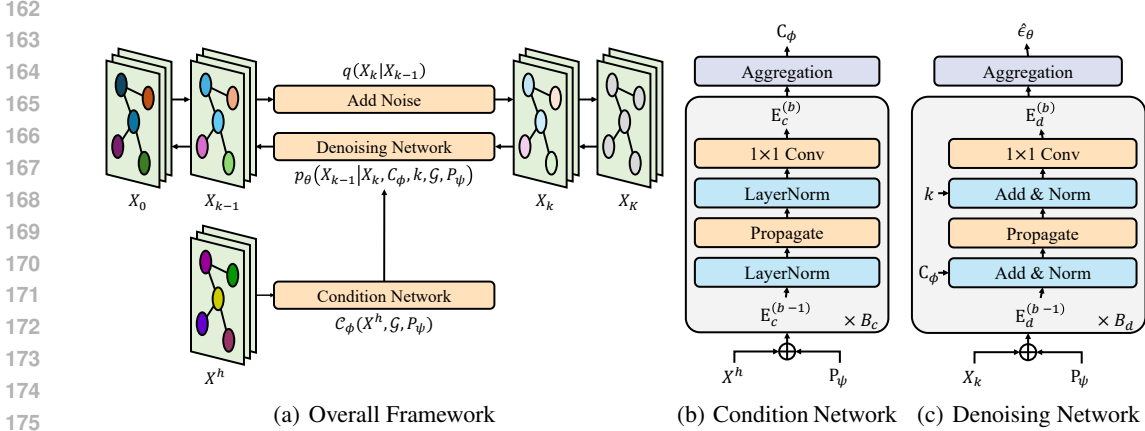 162
163
164
165
166
167
168
169
170
171
172
173
174
175
q(X_k|X_{k-1})
Add Noise
Denoising Network
p_θ(X_{k-1}|X_k, C_ϕ, k, 𝒢, P_ψ)
X_0
X_{k-1}
X_k
X_K
Condition Network
𝒞_ϕ(X^h, 𝒢, P_ψ)
X^h
(a) Overall Framework
C_ϕ
Aggregation
E_c^{(b)}
1×1 Conv
LayerNorm
Propagate
LayerNorm
E_c^{(b-1)}
× B_c
X^h
P_ψ
(b) Condition Network
ε̂_θ
Aggregation
E_d^{(b)}
1×1 Conv
k
Add & Norm
Propagate
C_ϕ
Add & Norm
E_d^{(b-1)}
× B_d
X_k
P_ψ
(c) Denoising Network